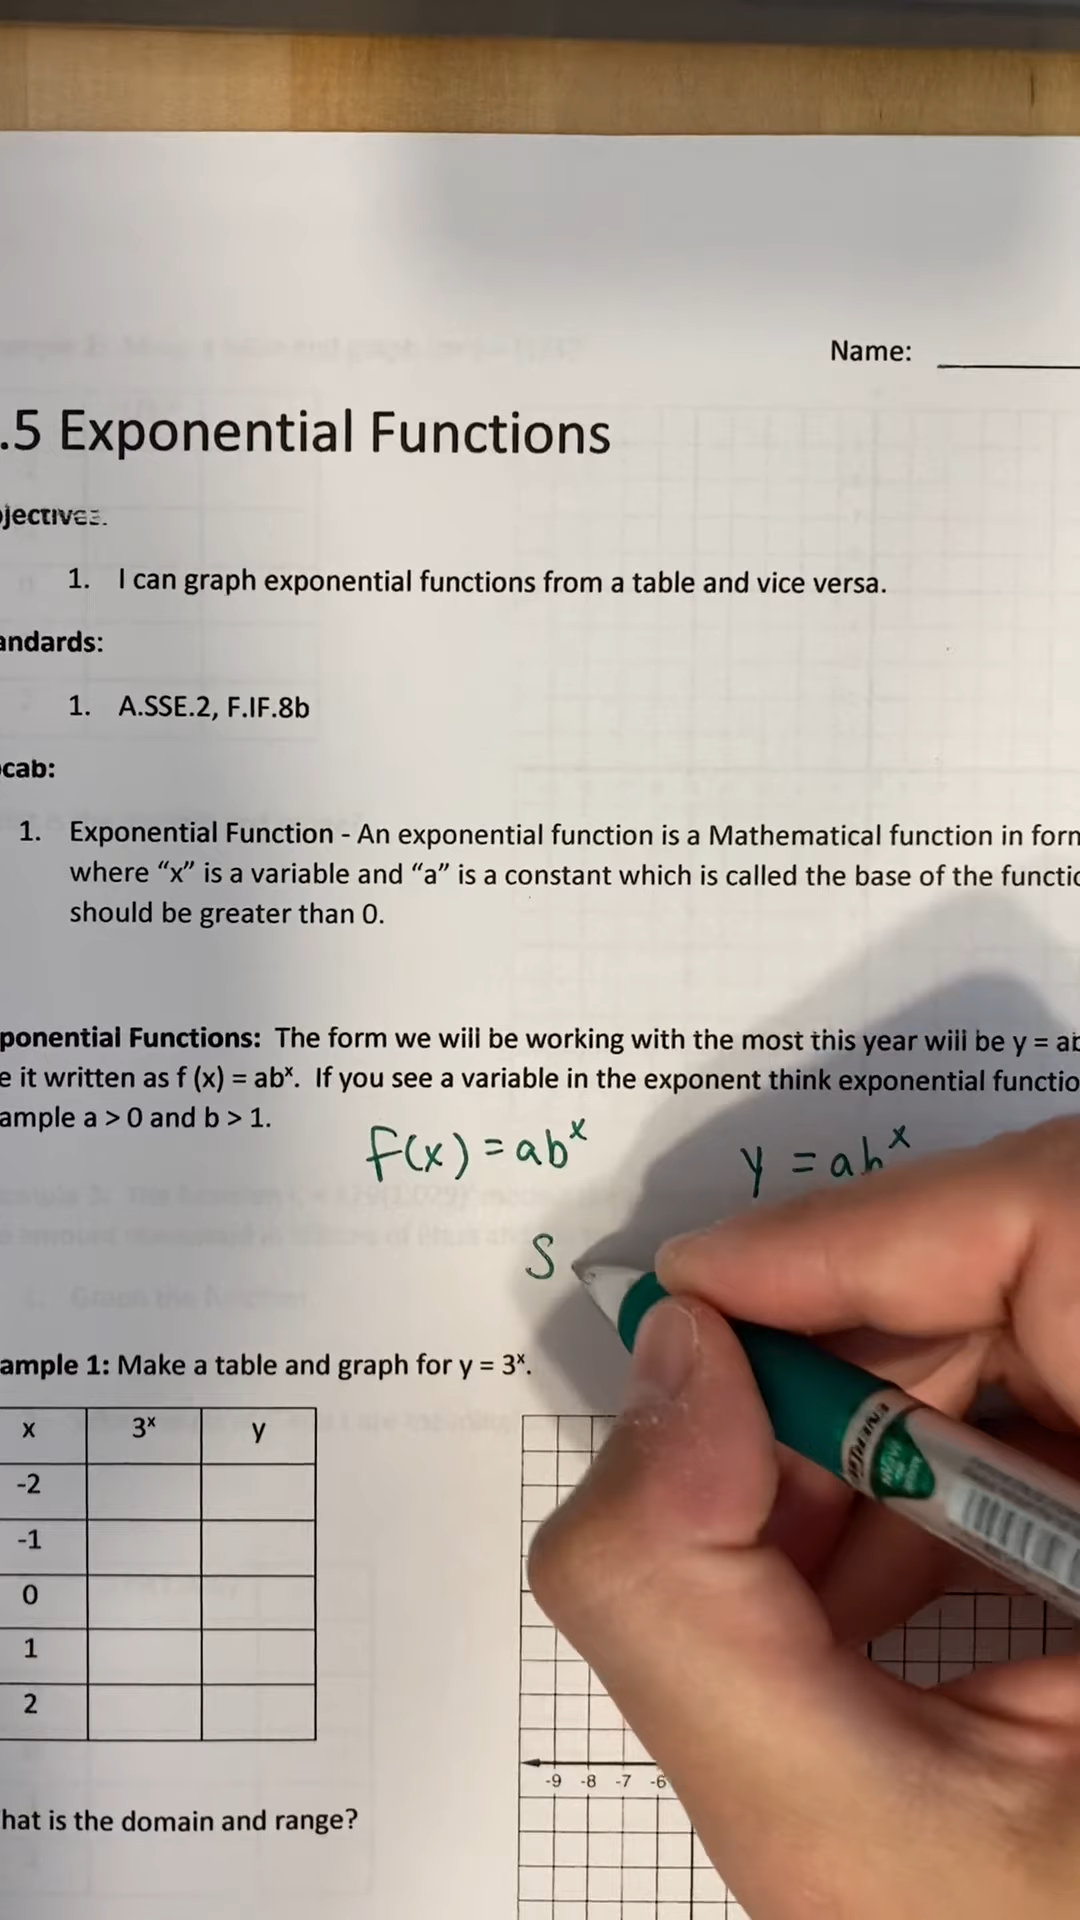 Name:
.5 Exponential Functions
jectives.
1. I can graph exponential functions from a table and vice versa.
andards:
1. A.SSE.2, F.IF.8b
cab:
1. Exponential Function - An exponential function is a Mathematical function in form
where “x” is a variable and “a” is a constant which is called the base of the functio
should be greater than 0.
ponential Functions: The form we will be working with the most this year will be y = ab
e it written as f (x) = abˣ. If you see a variable in the exponent think exponential functio
ample a > 0 and b > 1.
f(x) = abˣ y = abˣ
S
ample 1: Make a table and graph for y = 3ˣ.
x 3ˣ y
-2
-1
0
1
2
-9 -8 -7 -6
hat is the domain and range?
ENERGEL